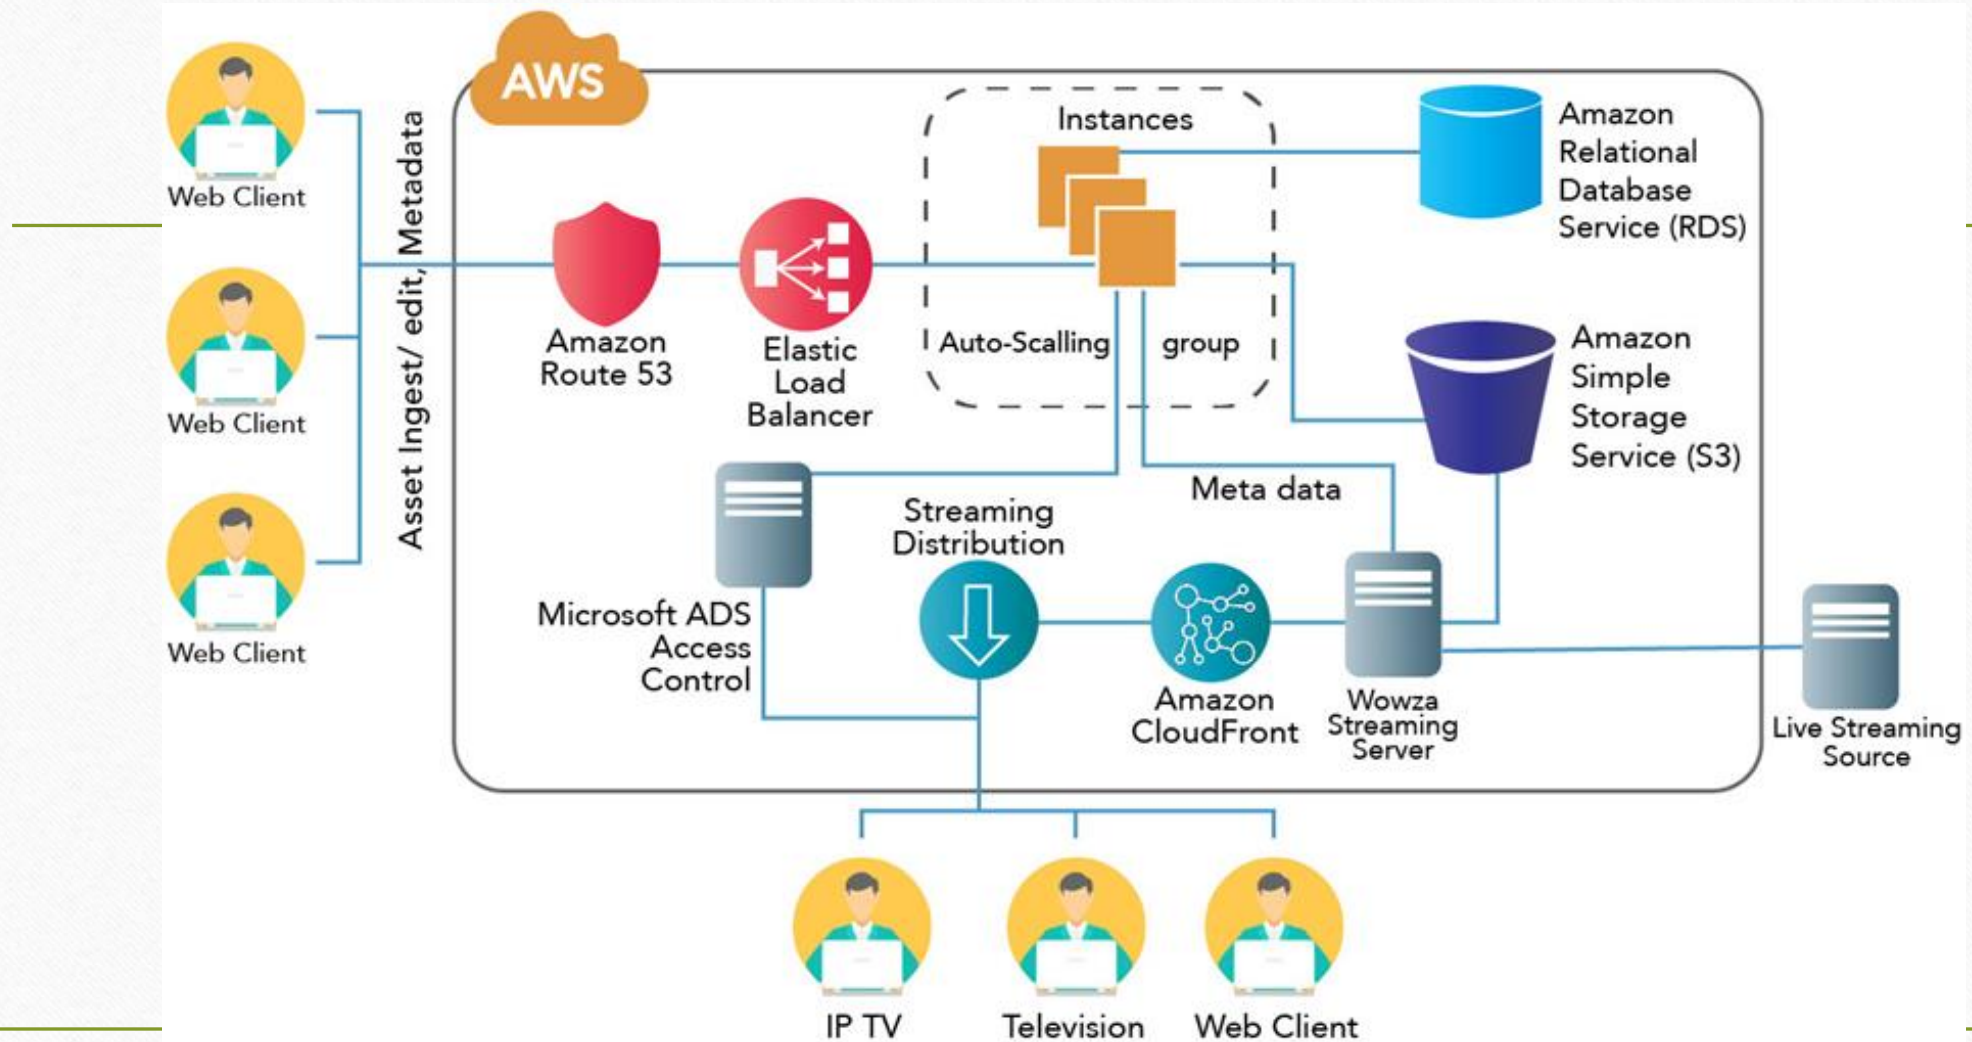 AWS
Web Client
Web Client
Web Client
Asset Ingest/ edit, Metadata
Amazon
Route 53
Elastic
Load
Balancer
Instances
Auto-Scalling group
Amazon
Relational
Database
Service (RDS)
Amazon
Simple
Storage
Service (S3)
Meta data
Microsoft ADS
Access
Control
Streaming
Distribution
Amazon
CloudFront
Wowza
Streaming
Server
Live Streaming
Source
IP TV
Television
Web Client